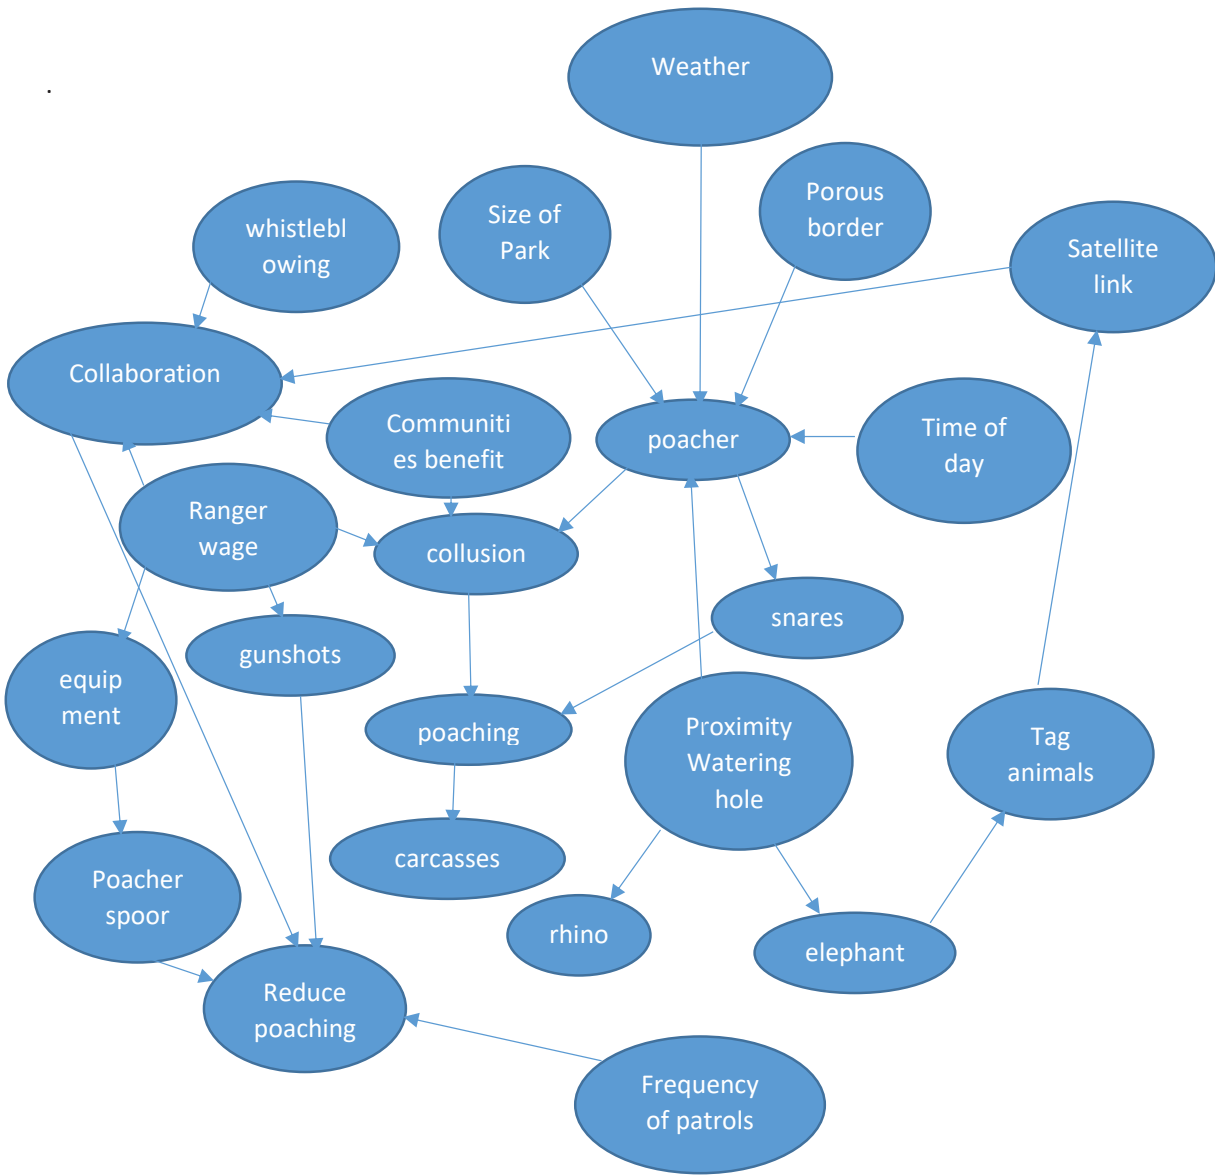 Weather
.
Porous
border
Size of
Park
whistlebl
owing
Satellite
link
Collaboration
Communiti
es benefit
poacher
Time of
day
Ranger
wage
collusion
snares
gunshots
equip
ment
poaching
Proximity
Watering
hole
Tag
animals
carcasses
Poacher
spoor
rhino
elephant
Reduce
poaching
Frequency
of patrols